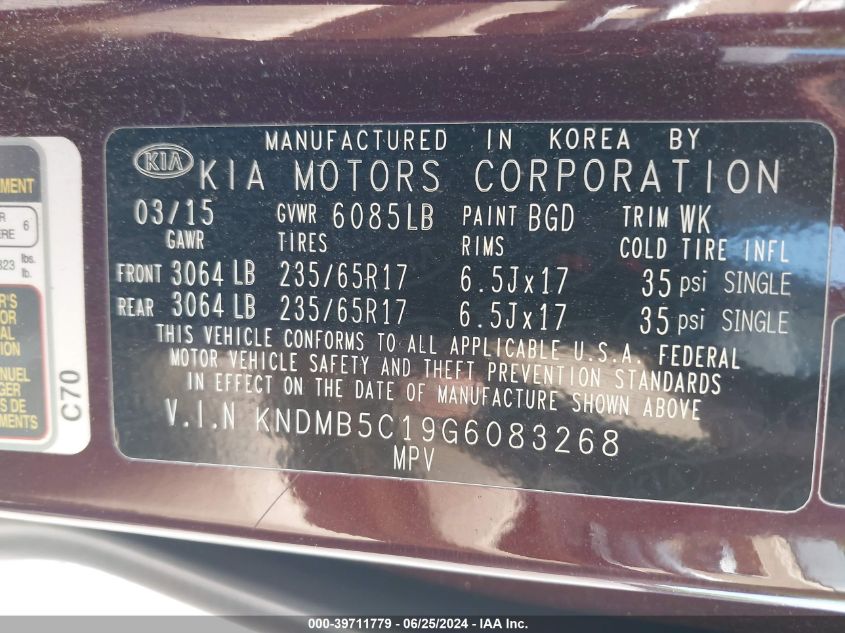 MANUFACTURED IN KOREA BY
KIA KIA MOTORS CORPORATION
03/15 GVWR 6085LB PAINT BGD TRIM WK
GAWR TIRES RIMS COLD TIRE INFL
FRONT 3064 LB 235/65R17 6.5Jx17 35 psi SINGLE
REAR 3064 LB 235/65R17 6.5Jx17 35 psi SINGLE
THIS VEHICLE CONFORMS TO ALL APPLICABLE U.S.A. FEDERAL
MOTOR VEHICLE SAFETY AND THEFT PREVENTION STANDARDS
IN EFFECT ON THE DATE OF MANUFACTURE SHOWN ABOVE
V.I.N KNDMB5C19G6083268
MPV
6
lbs.
lb.
C70
000-39711779 - 06/25/2024 - IAA Inc.